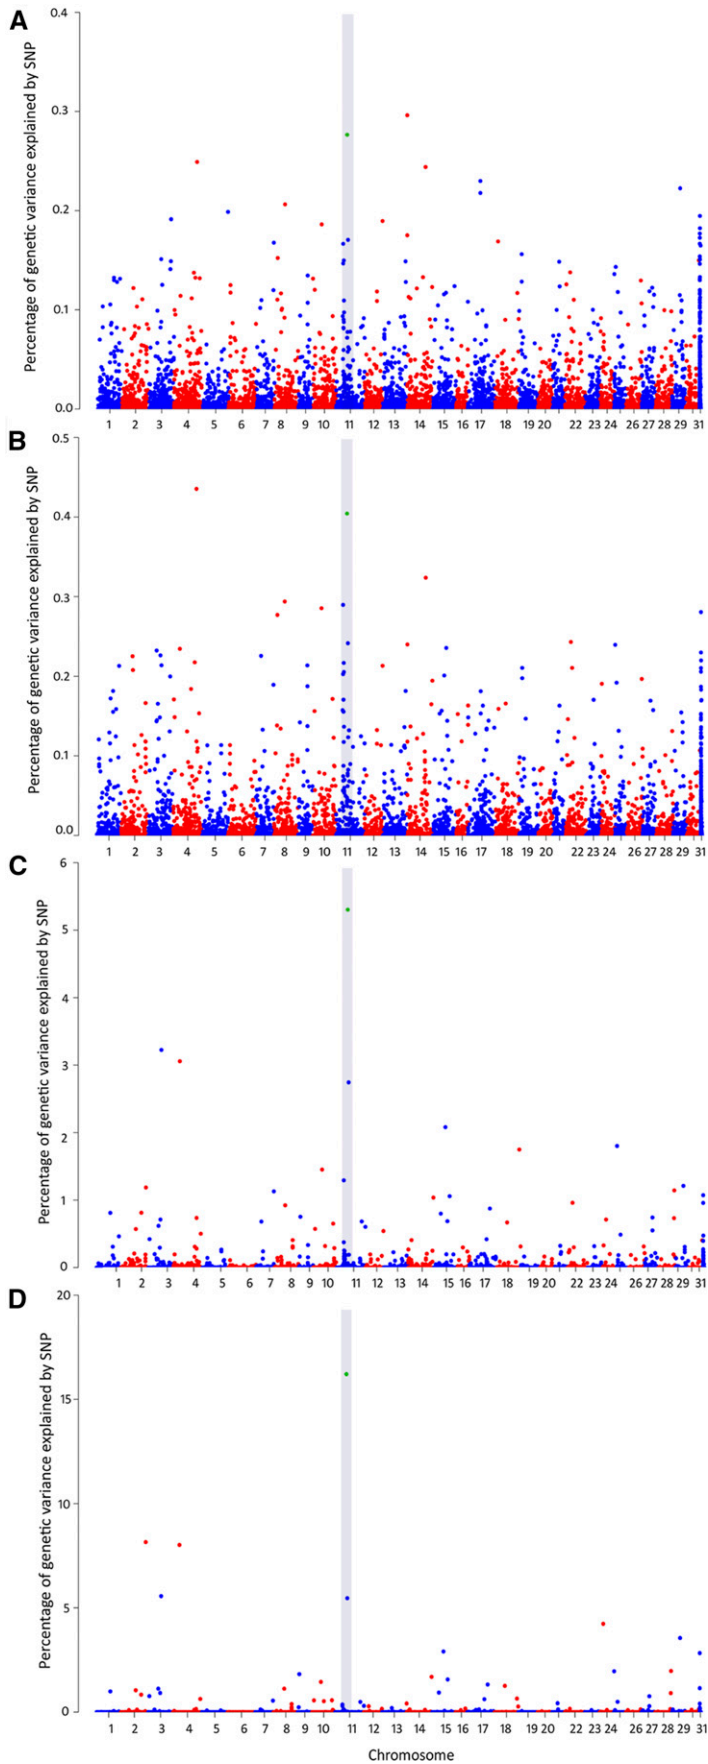 A
Percentage of genetic variance explained by SNP
0.4
0.3
0.2
0.1
0.0
1 2 3 4 5 6 7 8 9 10 11 12 13 14 15 16 17 18 19 20 22 23 24 26 27 28 29 31
B
Percentage of genetic variance explained by SNP
0.5
0.4
0.3
0.2
0.1
0.0
1 2 3 4 5 6 7 8 9 10 11 12 13 14 15 16 17 18 19 20 22 23 24 26 27 28 29 31
C
Percentage of genetic variance explained by SNP
6
5
4
3
2
1
0
1 2 3 4 5 6 7 8 9 10 11 12 13 14 15 16 17 18 19 20 22 23 24 26 27 28 29 31
D
Percentage of genetic variance explained by SNP
20
15
10
5
0
1 2 3 4 5 6 7 8 9 10 11 12 13 14 15 16 17 18 19 20 22 23 24 26 27 28 29 31
Chromosome